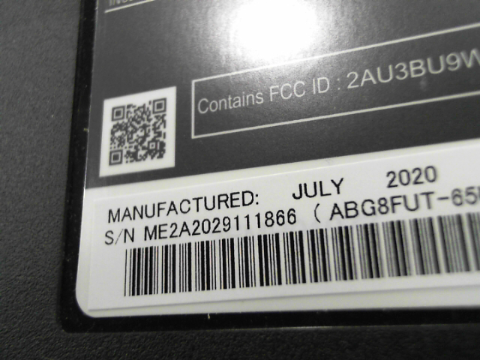 Contains FCC ID : 2AU3BU9W
MANUFACTURED: JULY 2020
S/N ME2A2029111866 ( ABG8FUT-65